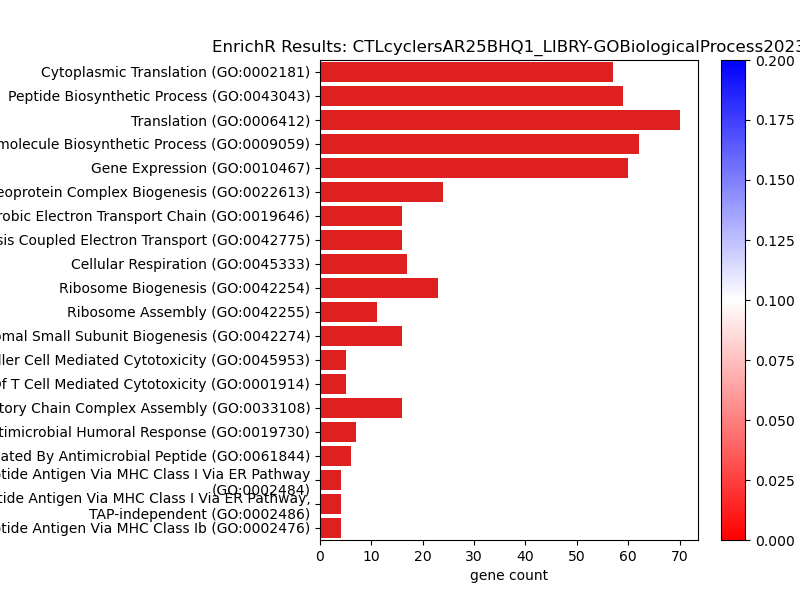 EnrichR Results: CTLcyclersAR25BHQ1_LIBRY-GOBiologicalProcess2023
Cytoplasmic Translation (GO:0002181)
Peptide Biosynthetic Process (GO:0043043)
Translation (GO:0006412)
molecule Biosynthetic Process (GO:0009059)
Gene Expression (GO:0010467)
eoprotein Complex Biogenesis (GO:0022613)
robic Electron Transport Chain (GO:0019646)
sis Coupled Electron Transport (GO:0042775)
Cellular Respiration (GO:0045333)
Ribosome Biogenesis (GO:0042254)
Ribosome Assembly (GO:0042255)
omal Small Subunit Biogenesis (GO:0042274)
ller Cell Mediated Cytotoxicity (GO:0045953)
Of T Cell Mediated Cytotoxicity (GO:0001914)
tory Chain Complex Assembly (GO:0033108)
timicrobial Humoral Response (GO:0019730)
ated By Antimicrobial Peptide (GO:0061844)
tide Antigen Via MHC Class I Via ER Pathway
(GO:0002484)
tide Antigen Via MHC Class I Via ER Pathway,
TAP-independent (GO:0002486)
tide Antigen Via MHC Class Ib (GO:0002476)
0 10 20 30 40 50 60 70
gene count
0.200
0.175
0.150
0.125
0.100
0.075
0.050
0.025
0.000